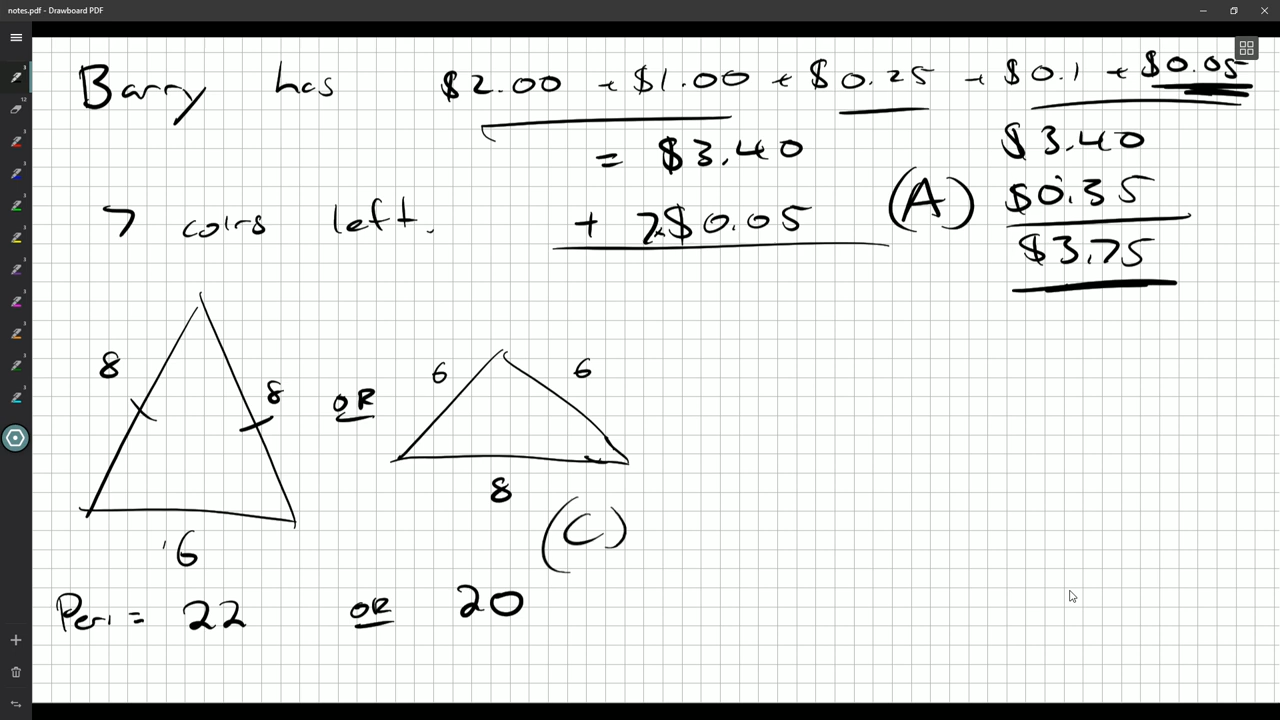 notes.pdf - Drawboard PDF
Barry has $2.00 + $1.00 + $0.25 + $0.1 + $0.05
= $3.40
$3.40
7 coins left. + 7x$0.05 (A) $0.35
$3.75
8 8 OR 6 6
6 8 (C)
Peri = 22 OR 20